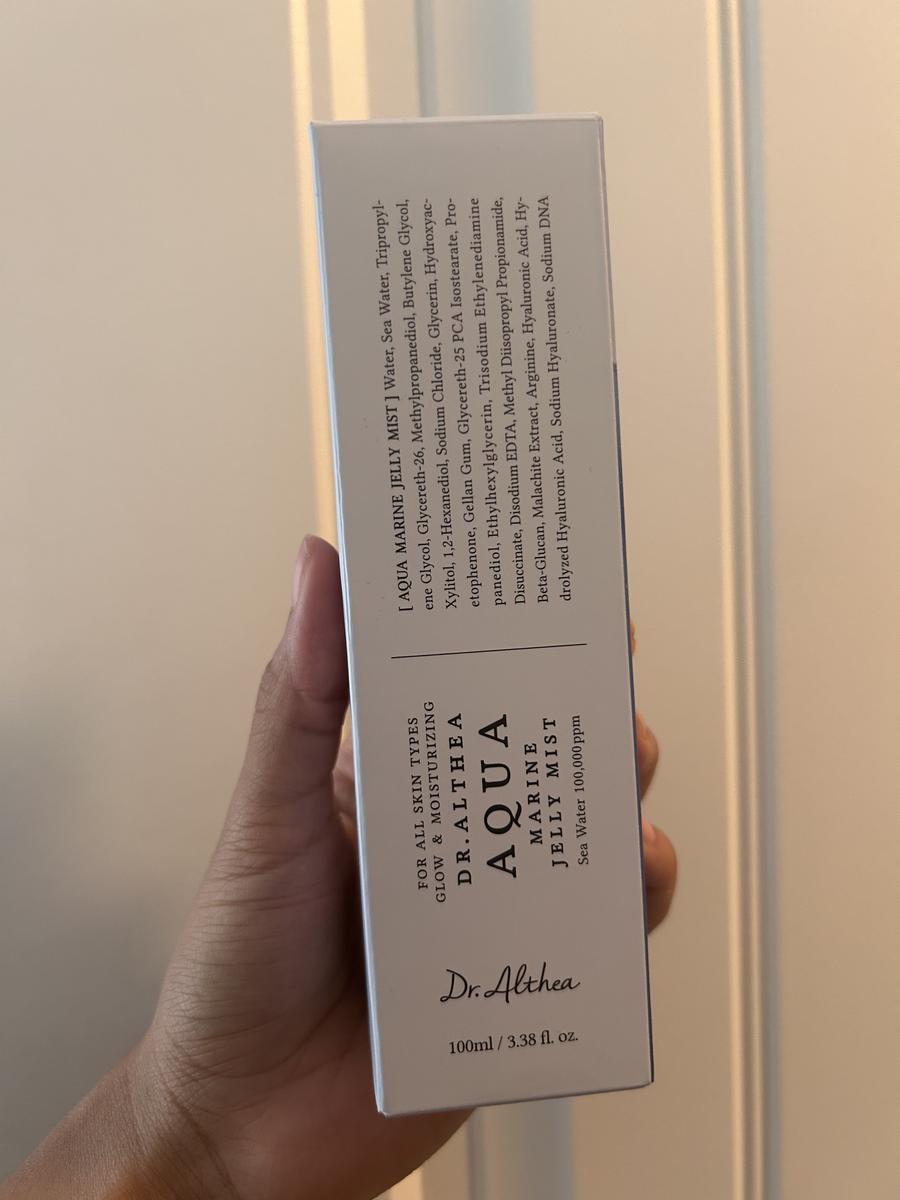 [ AQUA MARINE JELLY MIST ] Water, Sea Water, Tripropyl-
ene Glycol, Glycereth-26, Methylpropanediol, Butylene Glycol,
Xylitol, 1,2-Hexanediol, Sodium Chloride, Glycerin, Hydroxyac-
etophenone, Gellan Gum, Glycereth-25 PCA Isostearate, Pro-
panediol, Ethylhexylglycerin, Trisodium Ethylenediamine
Disuccinate, Disodium EDTA, Methyl Diisopropyl Propionamide,
Beta-Glucan, Malachite Extract, Arginine, Hyaluronic Acid, Hy-
drolyzed Hyaluronic Acid, Sodium Hyaluronate, Sodium DNA
FOR ALL SKIN TYPES
GLOW & MOISTURIZING
DR.ALTHEA
AQUA
MARINE
JELLY MIST
Sea Water 100,000ppm
Dr.Althea
100ml / 3.38 fl. oz.